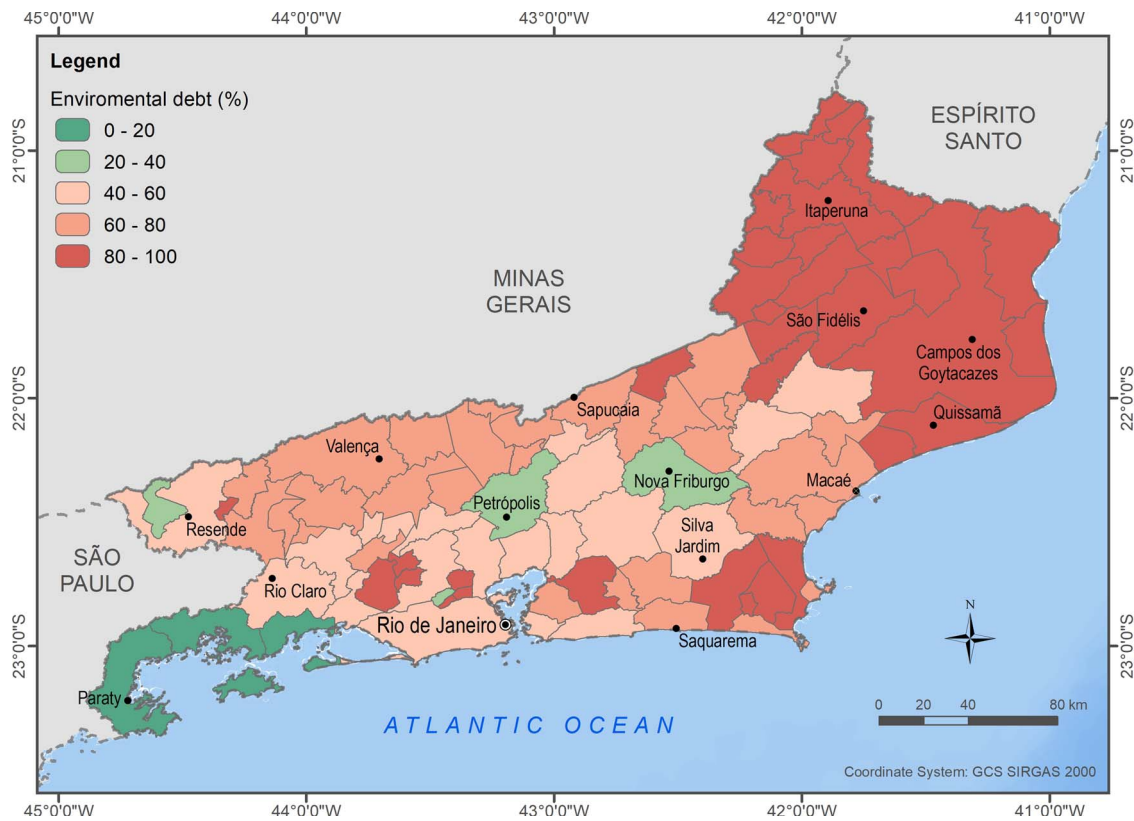 45°0'0"W 44°0'0"W 43°0'0"W 42°0'0"W 41°0'0"W
Legend
Enviromental debt (%)
0 - 20
20 - 40
40 - 60
60 - 80
80 - 100
21°0'0"S
22°0'0"S
23°0'0"S
ESPÍRITO
SANTO
21°0'0"S
22°0'0"S
23°0'0"S
MINAS
GERAIS
SÃO
PAULO
Itaperuna
São Fidélis
Campos dos
Goytacazes
Quissamã
Sapucaia
Valença
Nova Friburgo
Macaé
Petrópolis
Resende
Silva
Jardim
Rio Claro
Rio de Janeiro
Saquarema
Paraty
ATLANTIC OCEAN
N
0 20 40 80 km
Coordinate System: GCS SIRGAS 2000
45°0'0"W 44°0'0"W 43°0'0"W 42°0'0"W 41°0'0"W